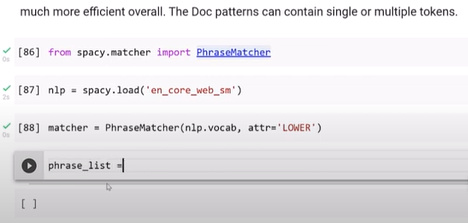 much more efficient overall. The Doc patterns can contain single or multiple tokens.
[86] from spacy.matcher import PhraseMatcher
0s
[87] nlp = spacy.load('en_core_web_sm')
2s
[88] matcher = PhraseMatcher(nlp.vocab, attr='LOWER')
0s
phrase_list =
[ ]